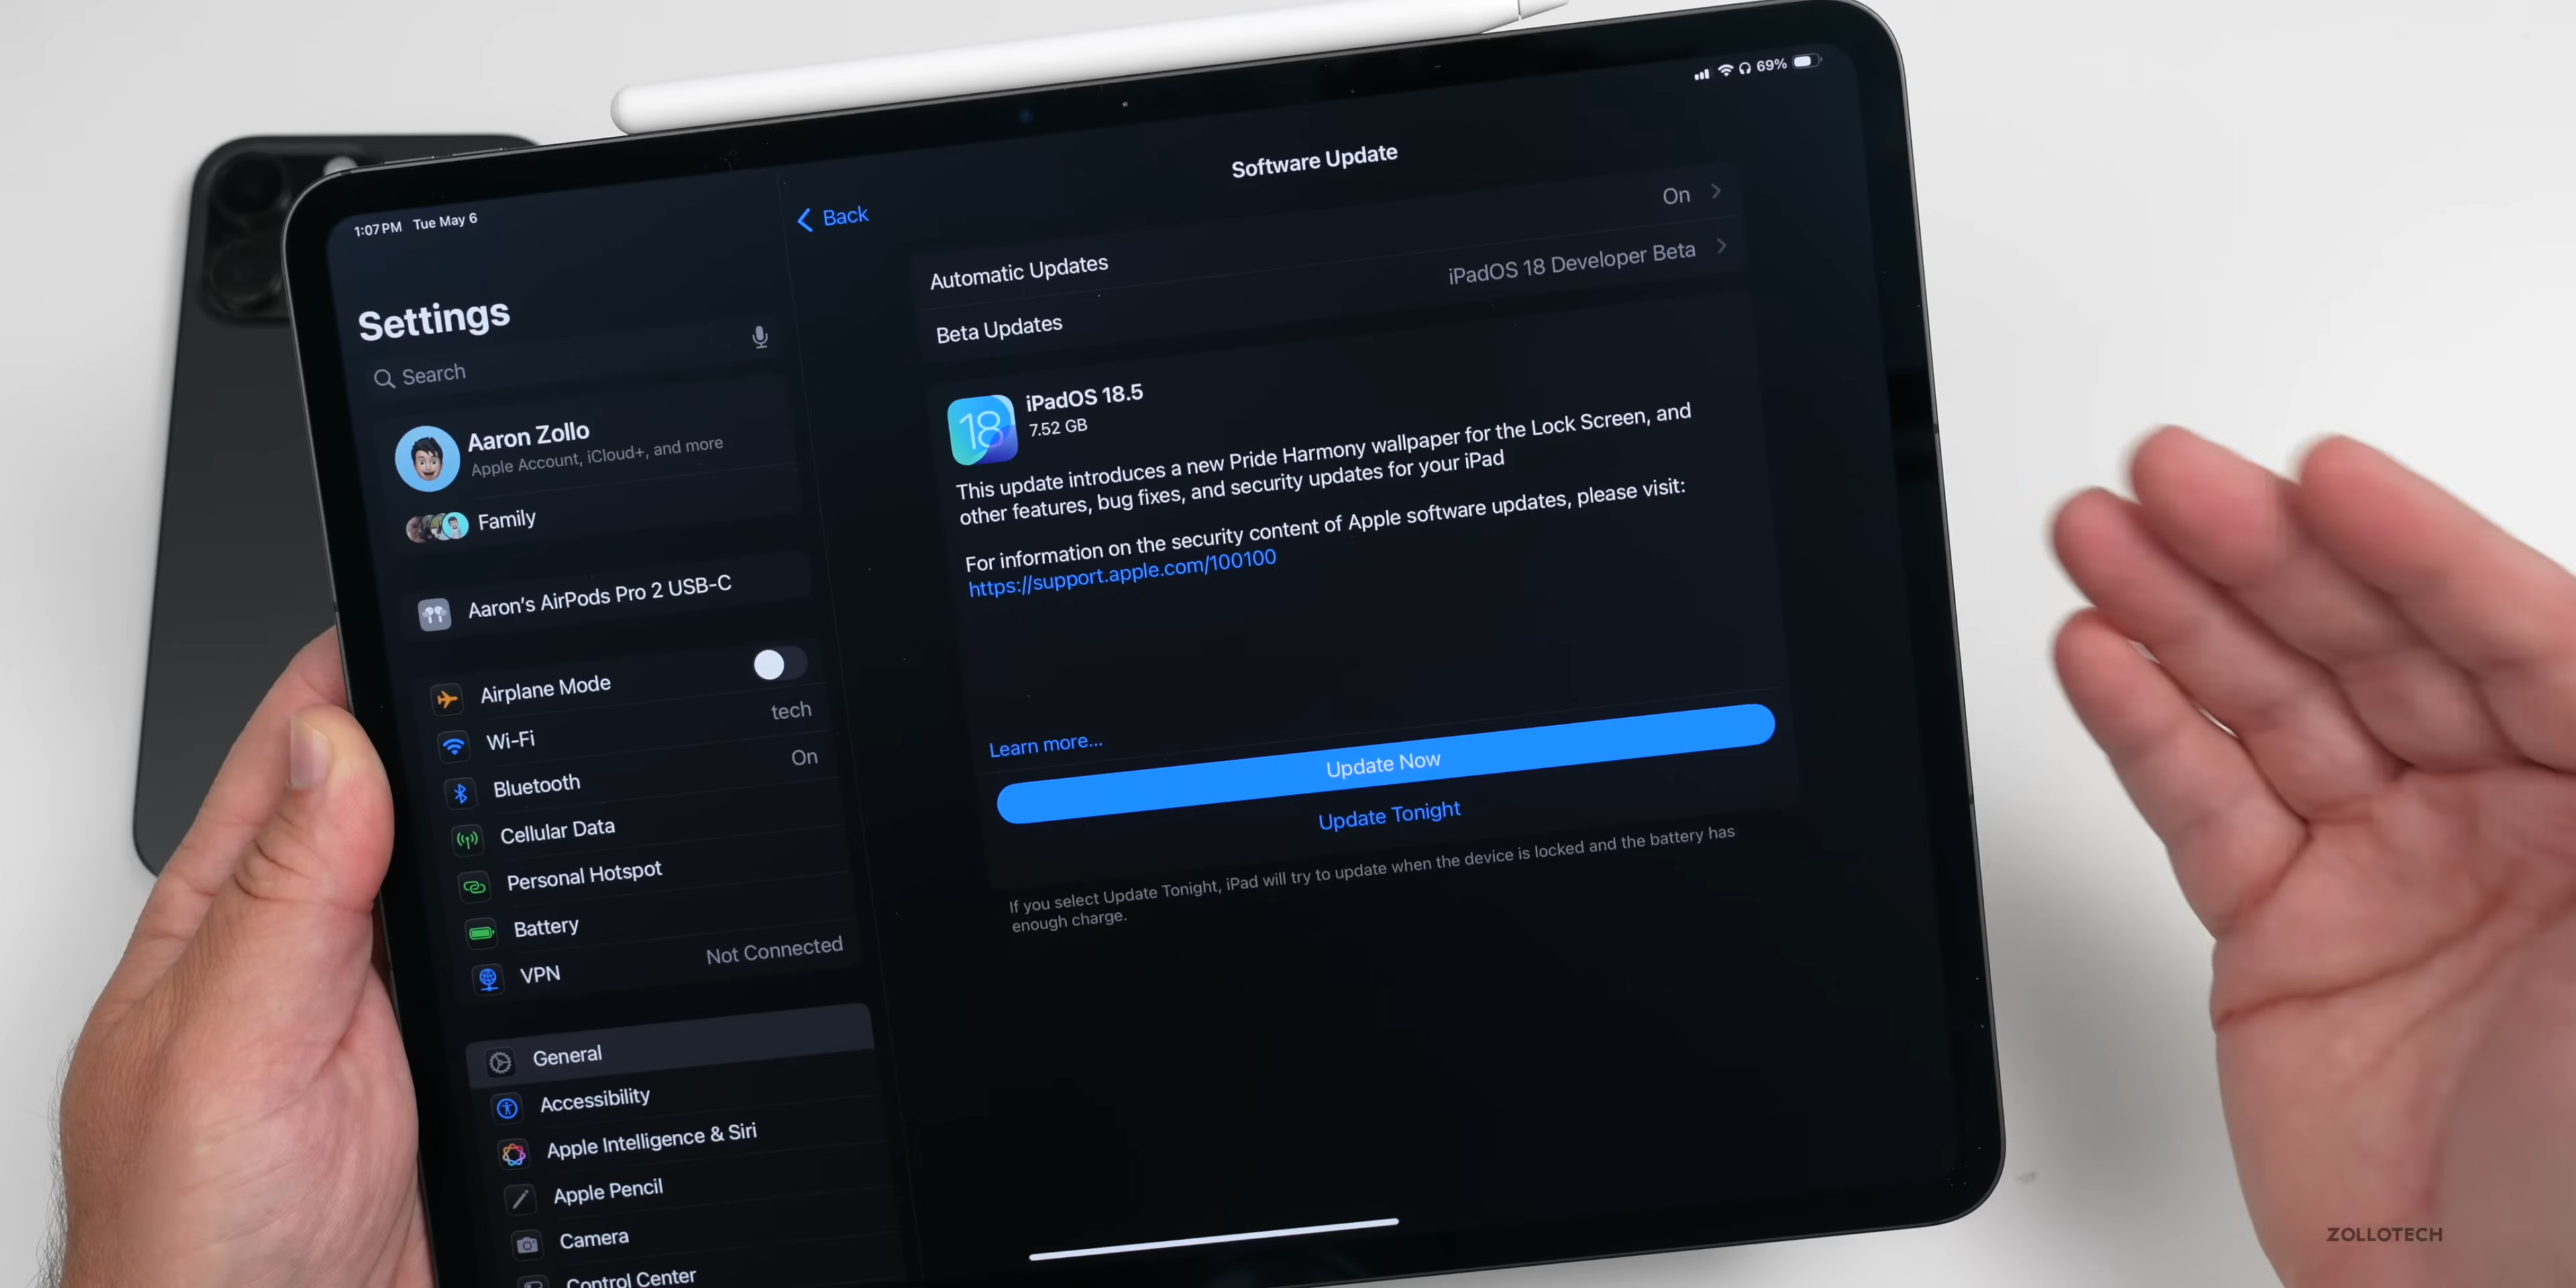 1:07 PM Tue May 6
69%
Settings
Search
Aaron Zollo
Apple Account, iCloud+, and more
Family
Aaron's AirPods Pro 2 USB-C
Airplane Mode
Wi-Fi tech
Bluetooth On
Cellular Data
Personal Hotspot
Battery
VPN Not Connected
General
Accessibility
Apple Intelligence & Siri
Apple Pencil
Camera
Control Center
Back
Software Update
Automatic Updates On
Beta Updates iPadOS 18 Developer Beta
18
iPadOS 18.5
7.52 GB
This update introduces a new Pride Harmony wallpaper for the Lock Screen, and
other features, bug fixes, and security updates for your iPad
For information on the security content of Apple software updates, please visit:
https://support.apple.com/100100
Learn more...
Update Now
Update Tonight
If you select Update Tonight, iPad will try to update when the device is locked and the battery has
enough charge.
ZOLLOTECH